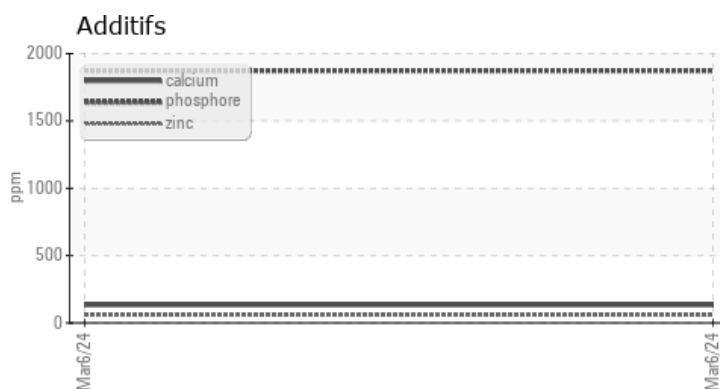 Additifs
2000
calcium
phosphore
zinc
1500
1000
500
0
ppm
Mar6/24
Mar6/24